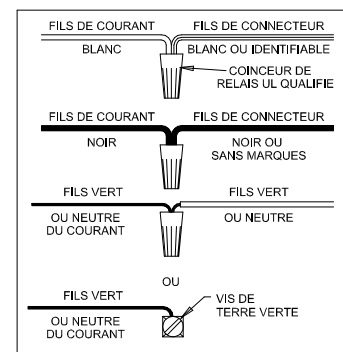 FILS DE COURANT
FILS DE CONNECTEUR
BLANC
BLANC OU IDENTIFIABLE
COINCEUR DE
RELAIS UL QUALIFIE
FILS DE COURANT
FILS DE CONNECTEUR
NOIR
NOIR OU
SANS MARQUES
FILS VERT
FILS VERT
OU NEUTRE
DU COURANT
OU NEUTRE
OU
FILS VERT
VIS DE
TERRE VERTE
OU NEUTRE
DU COURANT